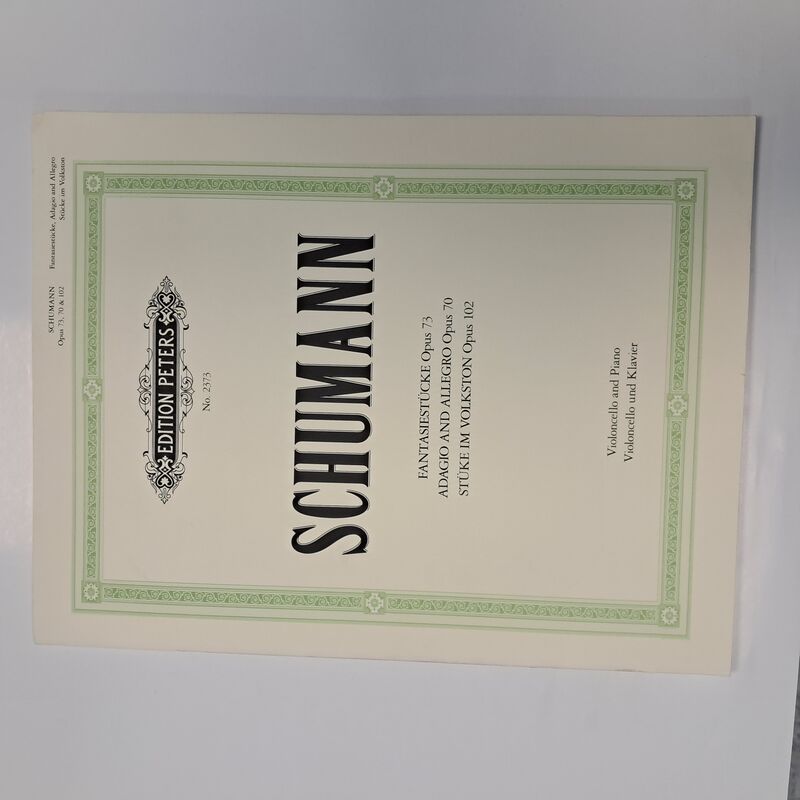 SCHUMANN
Opus 73, 70 & 102
Fantasiestücke, Adagio and Allegro
Stücke im Volkston
EDITION PETERS
No. 2373
SCHUMANN
FANTASIESTÜCKE Opus 73
ADAGIO AND ALLEGRO Opus 70
STÜKE IM VOLKSTON Opus 102
Violoncello and Piano
Violoncello und Klavier